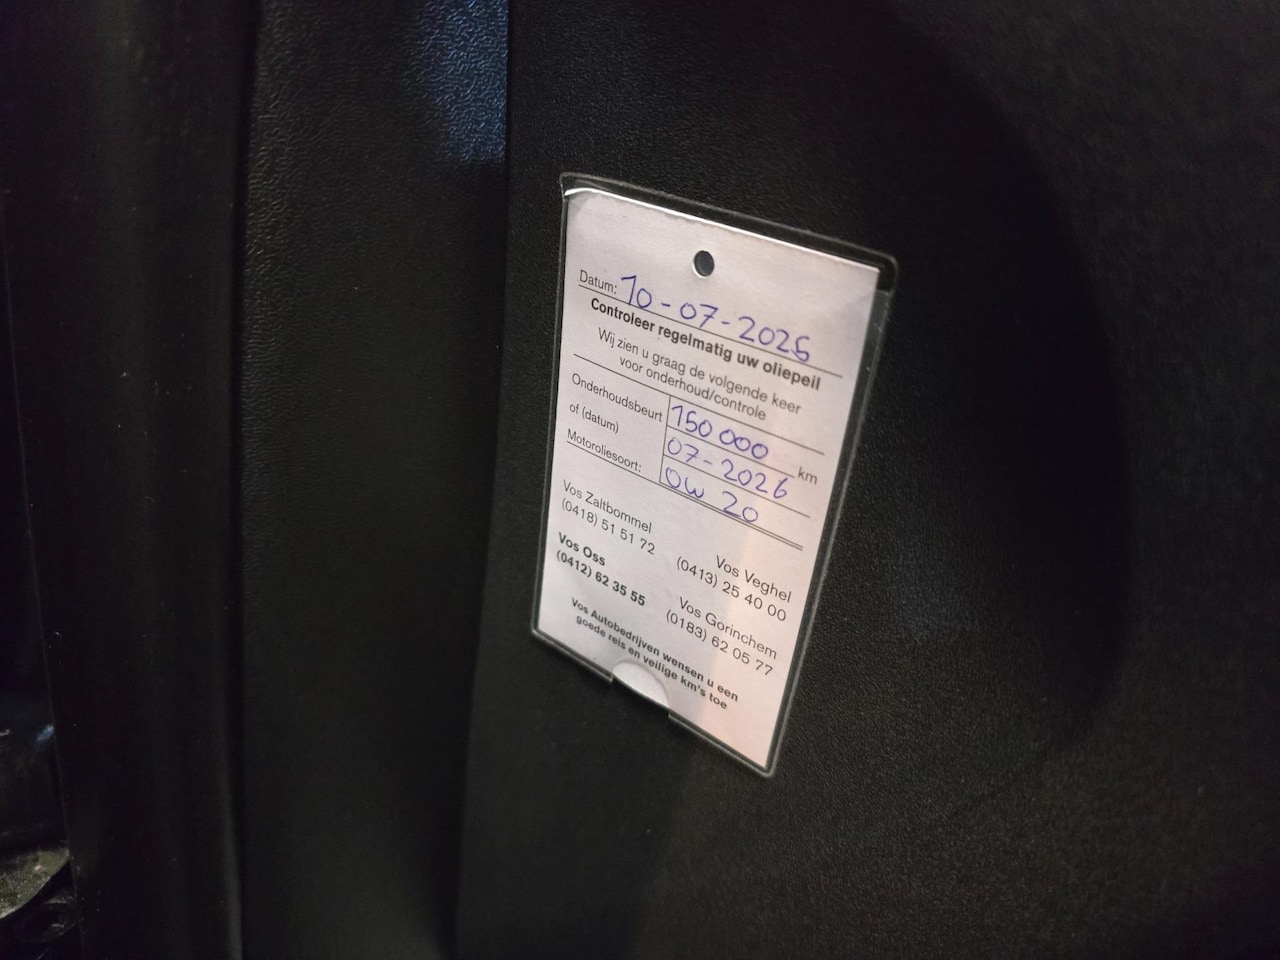 Datum: 10-07-2025
Controleer regelmatig uw oliepeil
Wij zien u graag de volgende keer
voor onderhoud/controle
Onderhoudsbeurt 150 000 km
of (datum) 07-2026
Motoroliesoort: 0W 20
Vos Zaltbommel
(0418) 51 51 72
Vos Veghel
(0413) 25 40 00
Vos Oss
(0412) 62 35 55
Vos Gorinchem
(0183) 62 05 77
Vos Autobedrijven wensen u een
goede reis en veilige km's toe